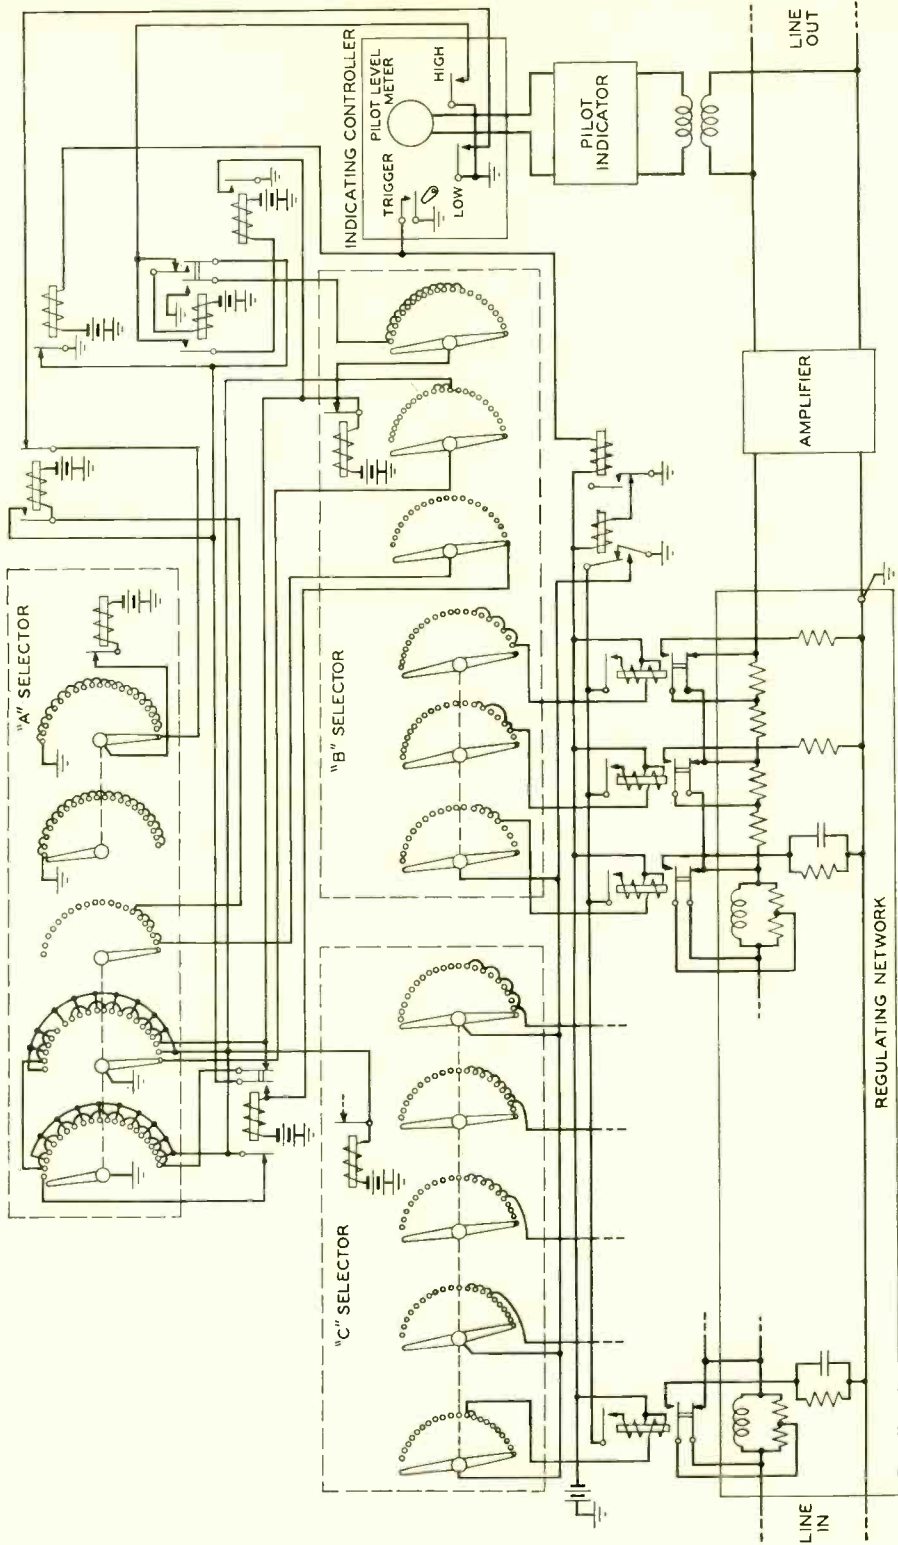 "A" SELECTOR
"B" SELECTOR
"C" SELECTOR
INDICATING CONTROLLER
PILOT LEVEL
METER
TRIGGER
HIGH
LOW
PILOT
INDICATOR
LINE
OUT
AMPLIFIER
REGULATING NETWORK
LINE
IN